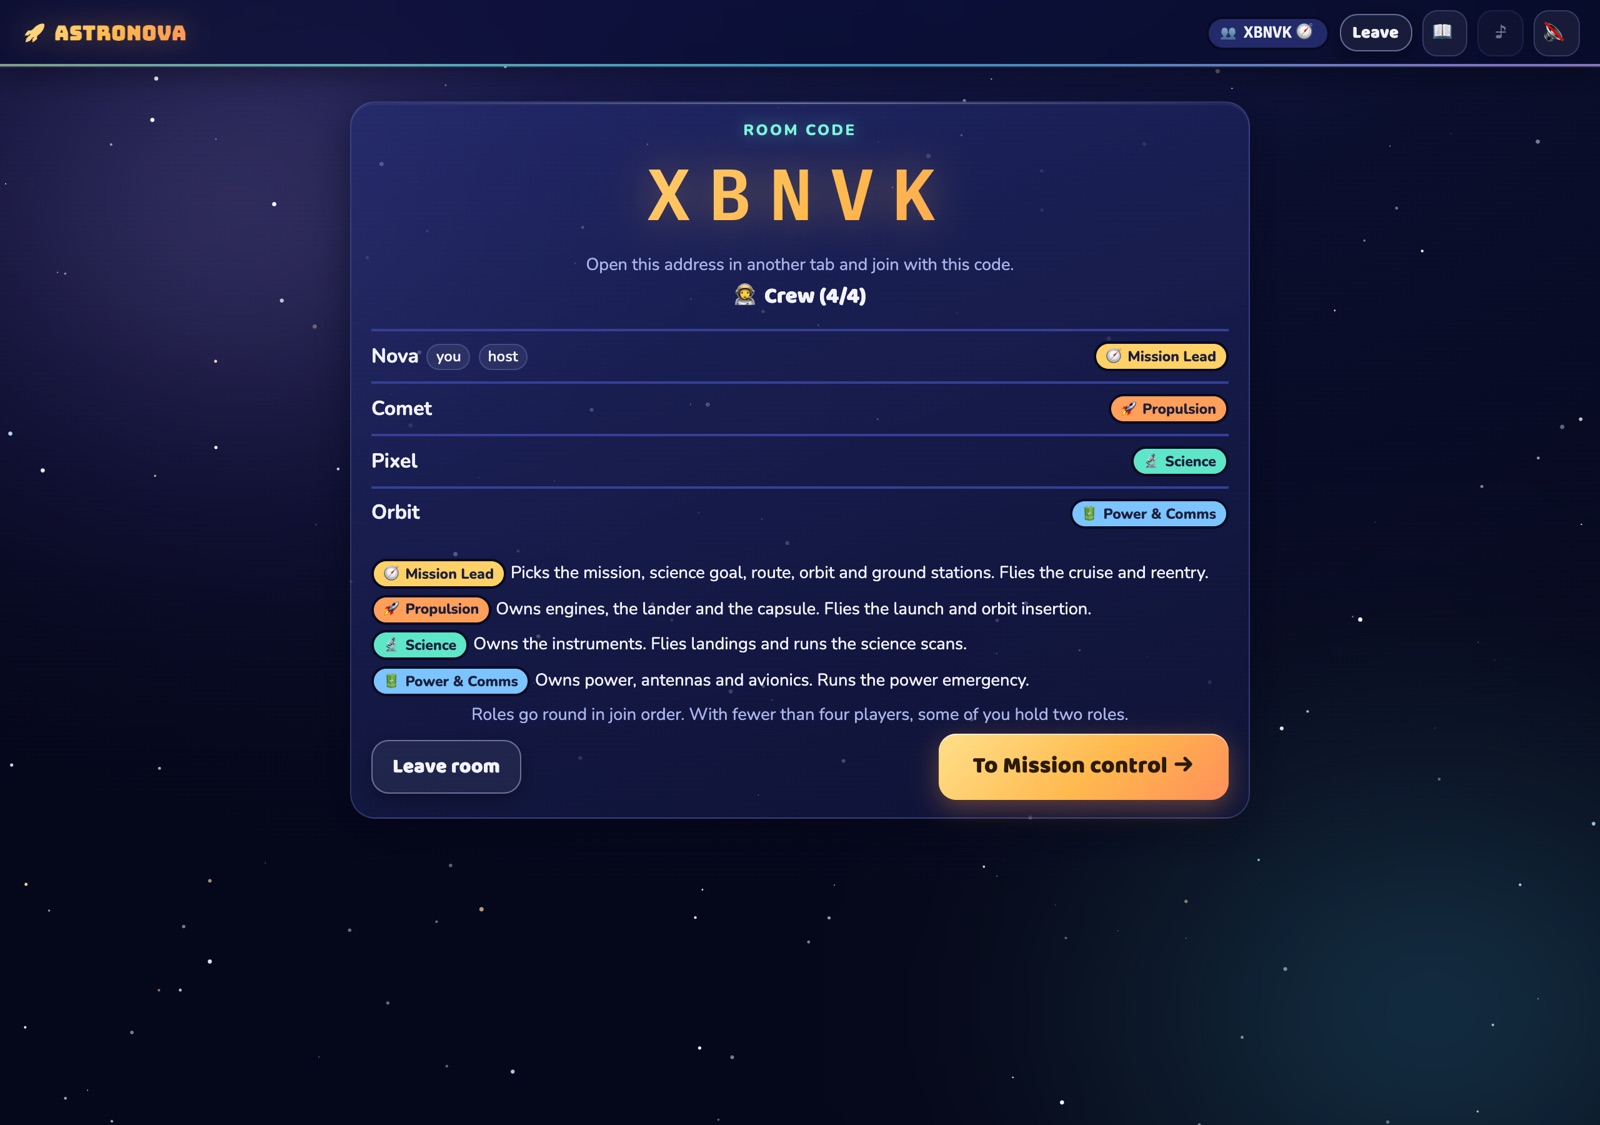 ASTRONOVA
XBNVK
Leave
ROOM CODE
XBNVK
Open this address in another tab and join with this code.
Crew (4/4)
Nova you host Mission Lead
Comet Propulsion
Pixel Science
Orbit Power & Comms
Mission Lead Picks the mission, science goal, route, orbit and ground stations. Flies the cruise and reentry.
Propulsion Owns engines, the lander and the capsule. Flies the launch and orbit insertion.
Science Owns the instruments. Flies landings and runs the science scans.
Power & Comms Owns power, antennas and avionics. Runs the power emergency.
Roles go round in join order. With fewer than four players, some of you hold two roles.
Leave room
To Mission control →